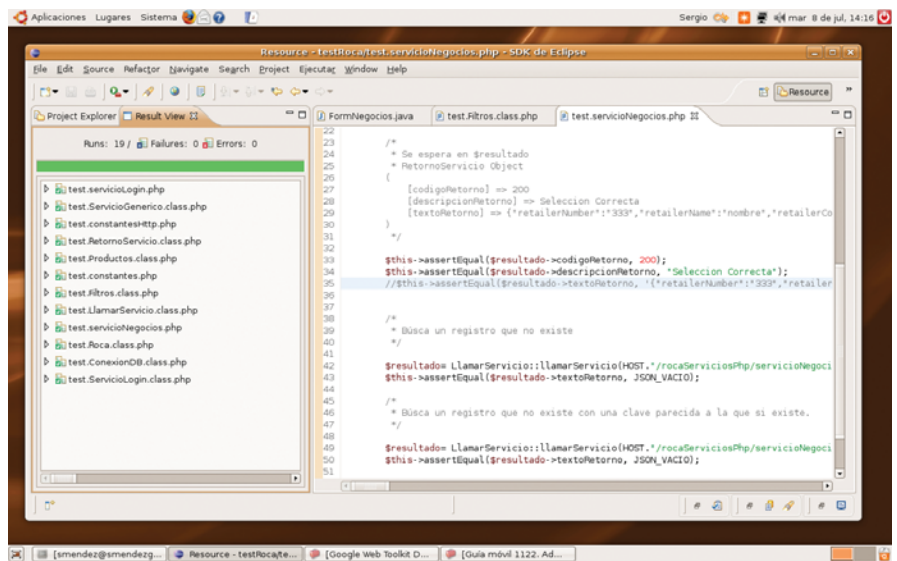 Aplicaciones Lugares Sistema
Sergio
mar 8 de jul, 14:16
Resource - testRoca/test.servicioNegocios.php - SDK de Eclipse
File Edit Source Refactor Navigate Search Project Ejecutar Window Help
Resource
Project Explorer Result View
FormNegocios.java test.Filtros.class.php test.servicioNegocios.php
Runs: 19 / Failures: 0 Errors: 0
test.servicioLogin.php
test.ServicioGenerico.class.php
test.constantesHttp.php
test.RetornoServicio.class.php
test.Productos.class.php
test.constantes.php
test.Filtros.class.php
test.LlamarServicio.class.php
test.servicioNegocios.php
test.Roca.class.php
test.ConexionDB.class.php
test.ServicioLogin.class.php
22
23 /*
24 * Se espera en $resultado
25 * RetornoServicio Object
26 (
27 [codigoRetorno] => 200
28 [descripcionRetorno] => Seleccion Correcta
29 [textoRetorno] => {"retailerNumber":"333","retailerName":"nombre","retailerCo
30 )
31 */
32
33 $this->assertEqual($resultado->codigoRetorno, 200);
34 $this->assertEqual($resultado->descripcionRetorno, "Seleccion Correcta");
35 //$this->assertEqual($resultado->textoRetorno, '{"retailerNumber":"333","retailer
36
37
38 /*
39 * Búsca un registro que no existe
40 */
41
42 $resultado= LlamarServicio::llamarServicio(HOST."/rocaServiciosPhp/servicioNegoci
43 $this->assertEqual($resultado->textoRetorno, JSON_VACIO);
44
45 /*
46 * Búsca un registro que no existe con una clave parecida a la que si existe.
47 */
48
49 $resultado= LlamarServicio::llamarServicio(HOST."/rocaServiciosPhp/servicioNegoci
50 $this->assertEqual($resultado->textoRetorno, JSON_VACIO);
51
[smendez@smendezg... Resource - testRoca/te... [Google Web Toolkit D... [Guía móvil 1122. Ad...